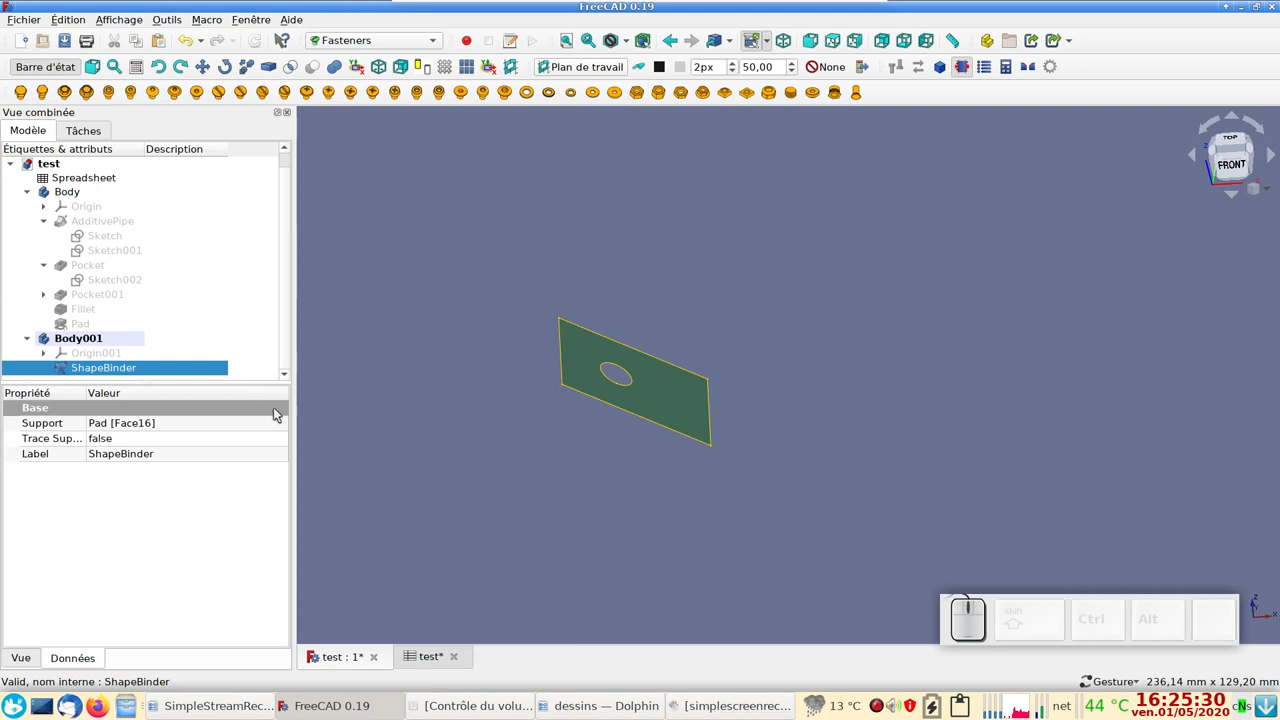 FreeCAD 0.19
Fichier Édition Affichage Outils Macro Fenêtre Aide
Fasteners
Barre d'état Plan de travail 2px 50,00 None
Vue combinée
Modèle Tâches
Étiquettes & attributs Description
test
Spreadsheet
Body
Origin
AdditivePipe
Sketch
Sketch001
Pocket
Sketch002
Pocket001
Fillet
Pad
Body001
Origin001
ShapeBinder
Propriété Valeur
Base
Support Pad [Face16]
Trace Sup... false
Label ShapeBinder
TOP
FRONT
Shift
Ctrl
Alt
Vue Données
test : 1* test*
Valid, nom interne : ShapeBinder
Gesture 236,14 mm x 129,20 mm
SimpleStreamRec... FreeCAD 0.19 [Contrôle du volu... dessins — Dolphin [simplescreenrec... 13 °C net 44 °C 16:25:30
ven.01/05/2020